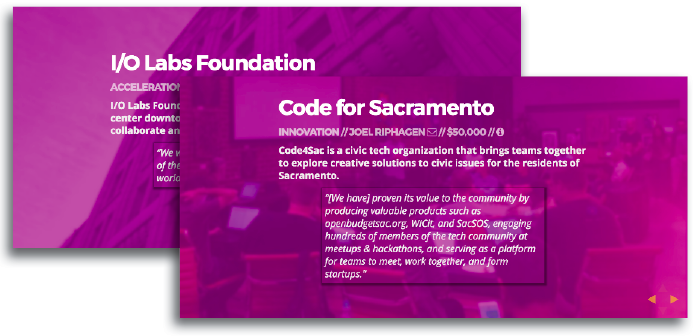 I/O Labs Foundation
ACCELERATION
I/O Labs Found
center downto
collaborate an
"We w
of the
world
Code for Sacramento
INNOVATION // JOEL RIPHAGEN // $50,000 //
Code4Sac is a civic tech organization that brings teams together
to explore creative solutions to civic issues for the residents of
Sacramento.
"[We have] proven its value to the community by
producing valuable products such as
openbudgetsac.org, WiCit, and SacSOS, engaging
hundreds of members of the tech community at
meetups & hackathons, and serving as a platform
for teams to meet, work together, and form
startups."